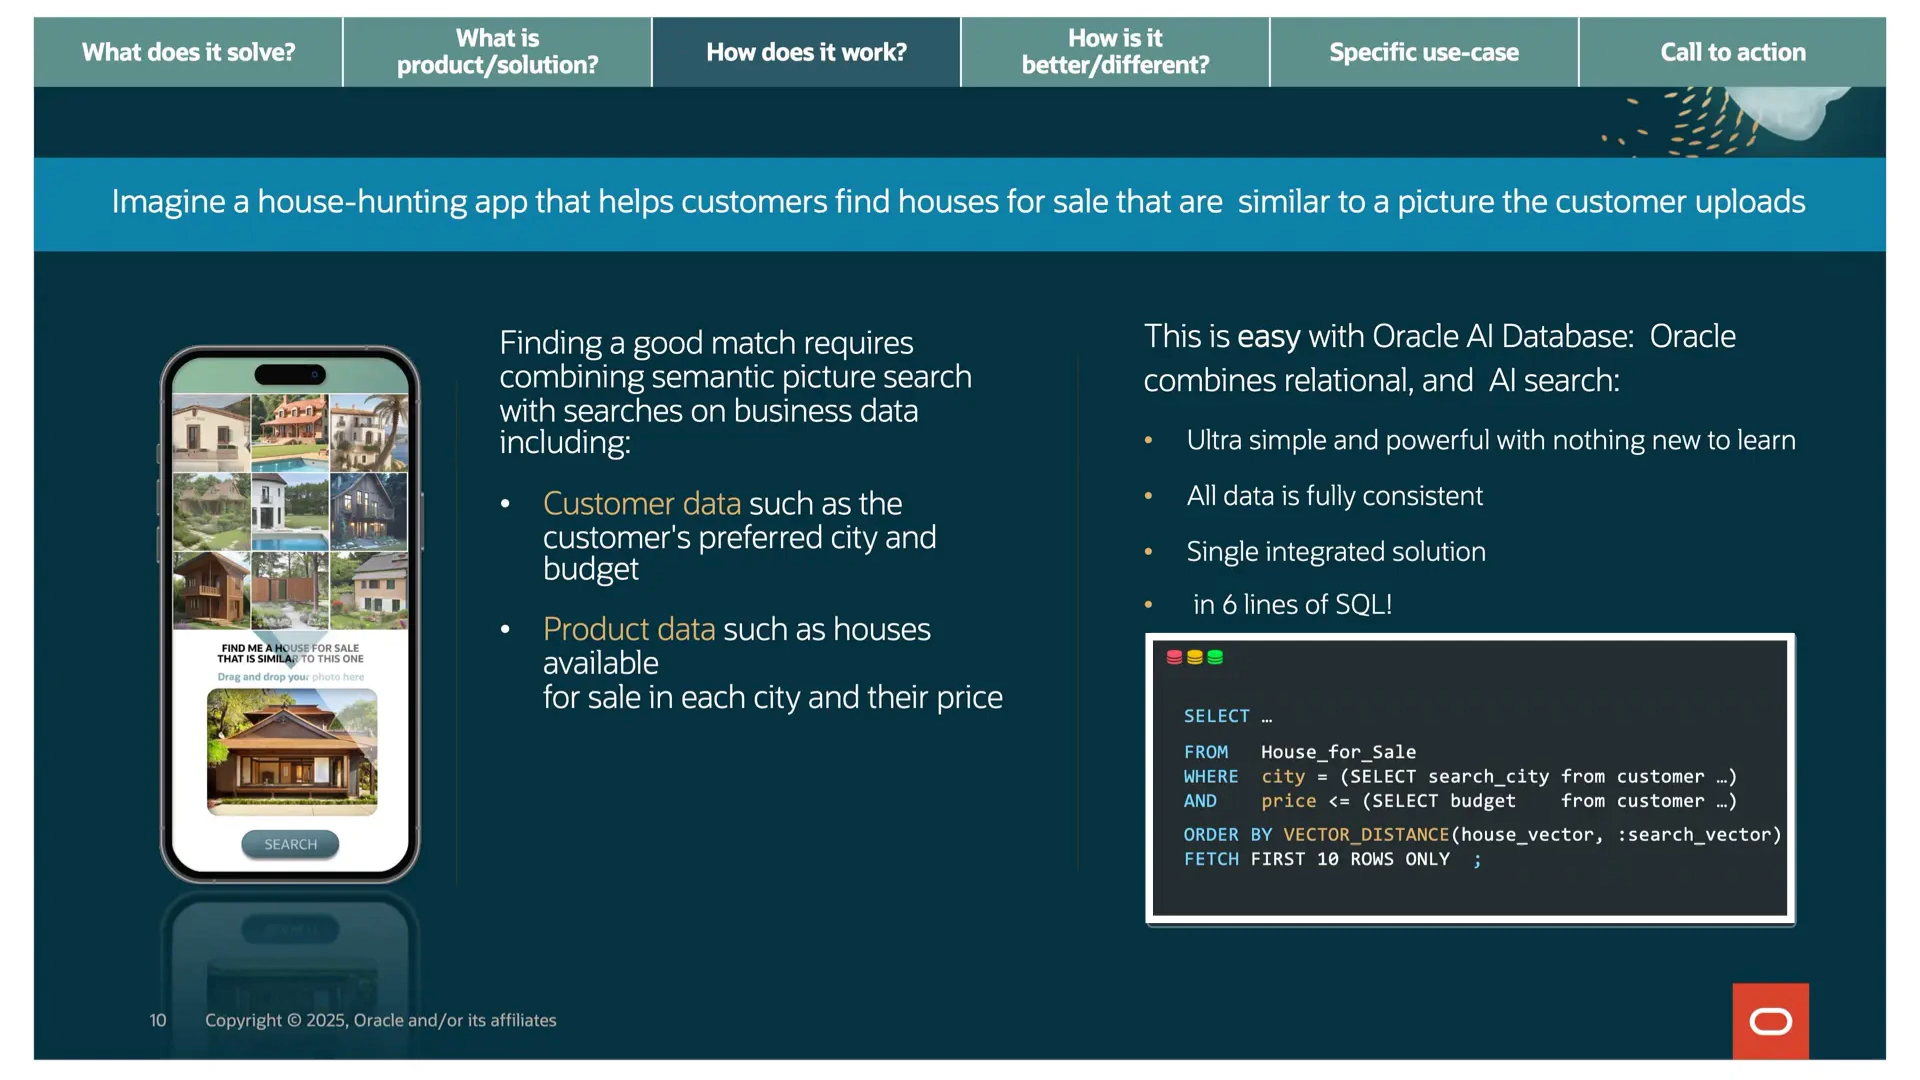 What does it solve?
What is
product/solution?
How does it work?
How is it
better/different?
Specific use-case
Call to action
Imagine a house-hunting app that helps customers find houses for sale that are  similar to a picture the customer uploads
FIND ME A HOUSE FOR SALE
THAT IS SIMILAR TO THIS ONE
Drag and drop your photo here
SEARCH
Finding a good match requires
combining semantic picture search
with searches on business data
including:
• Customer data such as the
customer's preferred city and
budget
• Product data such as houses
available
for sale in each city and their price
This is easy with Oracle AI Database:  Oracle
combines relational, and  AI search:
• Ultra simple and powerful with nothing new to learn
• All data is fully consistent
• Single integrated solution
• in 6 lines of SQL!
SELECT …
FROM   House_for_Sale
WHERE  city = (SELECT search_city from customer …)
AND    price <= (SELECT budget    from customer …)
ORDER BY VECTOR_DISTANCE(house_vector, :search_vector)
FETCH FIRST 10 ROWS ONLY  ;
10 Copyright © 2025, Oracle and/or its affiliates